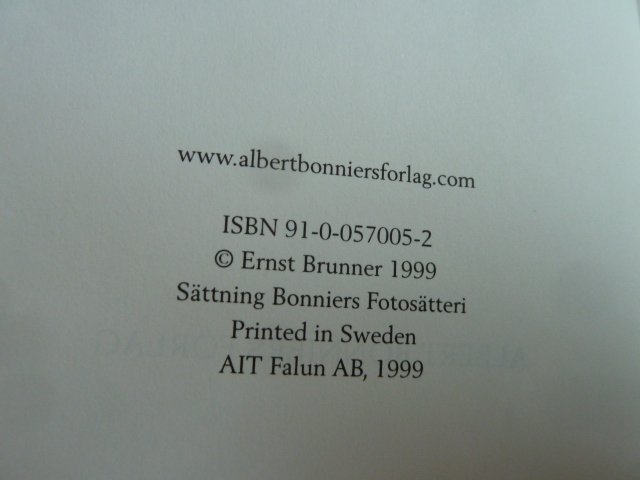 www.albertbonniersforlag.com
ISBN 91-0-057005-2
© Ernst Brunner 1999
Sättning Bonniers Fotosätteri
Printed in Sweden
AIT Falun AB, 1999